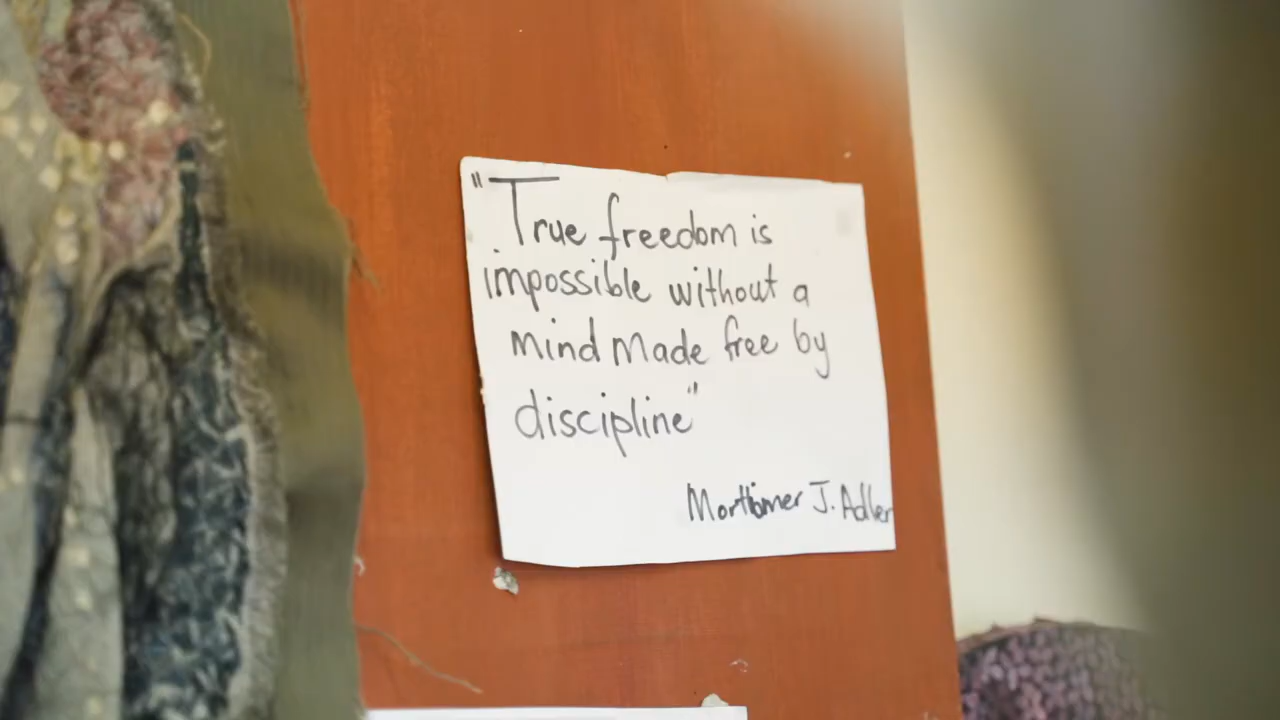 "True freedom is
impossible without a
mind made free by
discipline"
Mortimer J. Adler